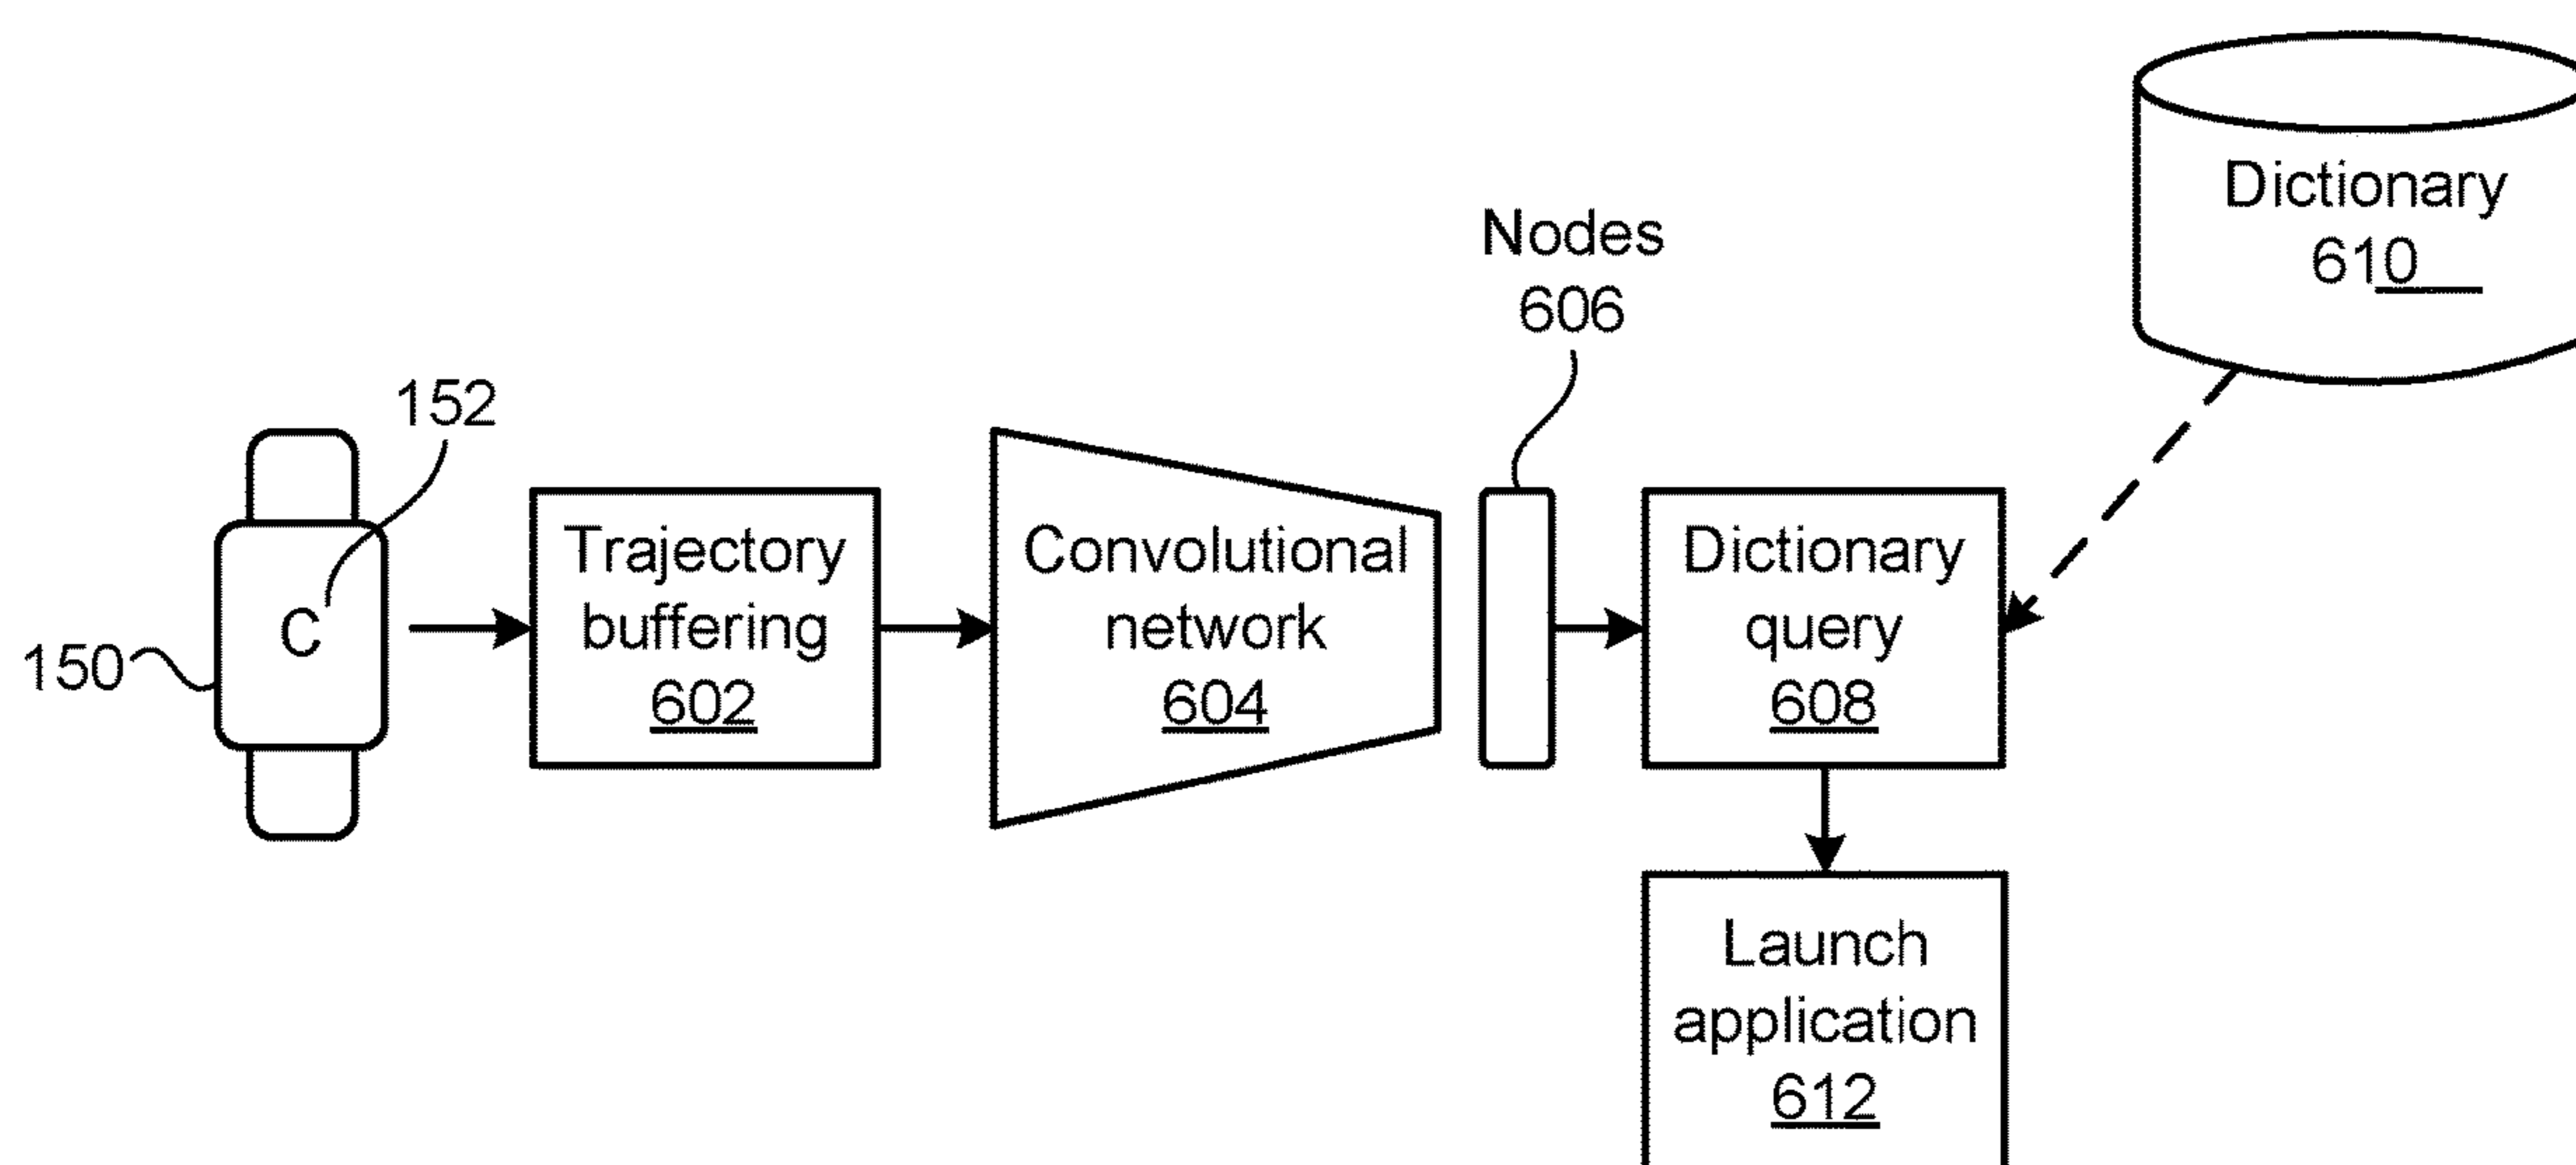 Dictionary
610
Nodes
606
152
150
C
Trajectory
buffering
602
Convolutional
network
604
Dictionary
query
608
Launch
application
612